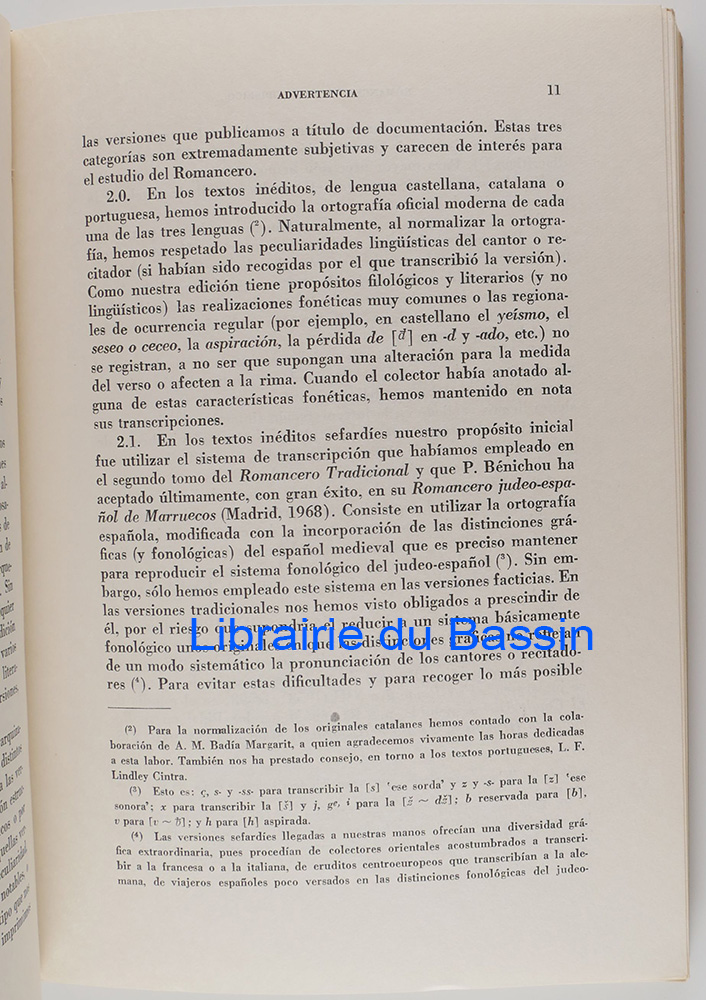 ADVERTENCIA 11
las versiones que publicamos a título de documentación. Estas tres
categorías son extremadamente subjetivas y carecen de interés para
el estudio del Romancero.
2.0. En los textos inéditos, de lengua castellana, catalana o
portuguesa, hemos introducido la ortografía oficial moderna de cada
una de las tres lenguas (²). Naturalmente, al normalizar la ortogra-
fía, hemos respetado las peculiaridades lingüísticas del cantor o re-
citador (si habían sido recogidas por el que transcribió la versión).
Como nuestra edición tiene propósitos filológicos y literarios (y no
lingüísticos) las realizaciones fonéticas muy comunes o las regiona-
les de ocurrencia regular (por ejemplo, en castellano el yeísmo, el
seseo o ceceo, la aspiración, la pérdida de [đ] en -d y -ado, etc.) no
se registran, a no ser que supongan una alteración para la medida
del verso o afecten a la rima. Cuando el colector había anotado al-
guna de estas características fonéticas, hemos mantenido en nota
sus transcripciones.
2.1. En los textos inéditos sefardíes nuestro propósito inicial
fue utilizar el sistema de transcripción que habíamos empleado en
el segundo tomo del Romancero Tradicional y que P. Bénichou ha
aceptado últimamente, con gran éxito, en su Romancero judeo-espa-
ñol de Marruecos (Madrid, 1968). Consiste en utilizar la ortografía
española, modificada con la incorporación de las distinciones grá-
ficas (y fonológicas) del español medieval que es preciso mantener
para reproducir el sistema fonológico del judeo-español (³). Sin em-
bargo, sólo hemos empleado este sistema en las versiones facticias. En
las versiones tradicionales nos hemos visto obligados a prescindir de
él, por el riesgo que supondría el reducir a un sistema básicamente
fonológico unos originales en que las distinciones gráficas no reflejan
Librairie du Bassin
de un modo sistemático la pronunciación de los cantores o recitado-
res (⁴). Para evitar estas dificultades y para recoger lo más posible
(²) Para la normalización de los originales catalanes hemos contado con la cola-
boración de A. M. Badía Margarit, a quien agradecemos vivamente las horas dedicadas
a esta labor. También nos ha prestado consejo, en torno a los textos portugueses, L. F.
Lindley Cintra.
(³) Esto es: ç, s- y -ss- para transcribir la [s] 'ese sorda' y z y -s- para la [z] 'ese
sonora'; x para transcribir la [š] y j, ge, i para la [ž ~ dž]; b reservada para [b],
v para [v ~ ƀ]; y h para [h] aspirada.
(⁴) Las versiones sefardíes llegadas a nuestras manos ofrecían una diversidad grá-
fica extraordinaria, pues procedían de colectores orientales acostumbrados a transcri-
bir a la francesa o a la italiana, de eruditos centroeuropeos que transcribían a la ale-
mana, de viajeros españoles poco versados en las distinciones fonológicas del judeo-